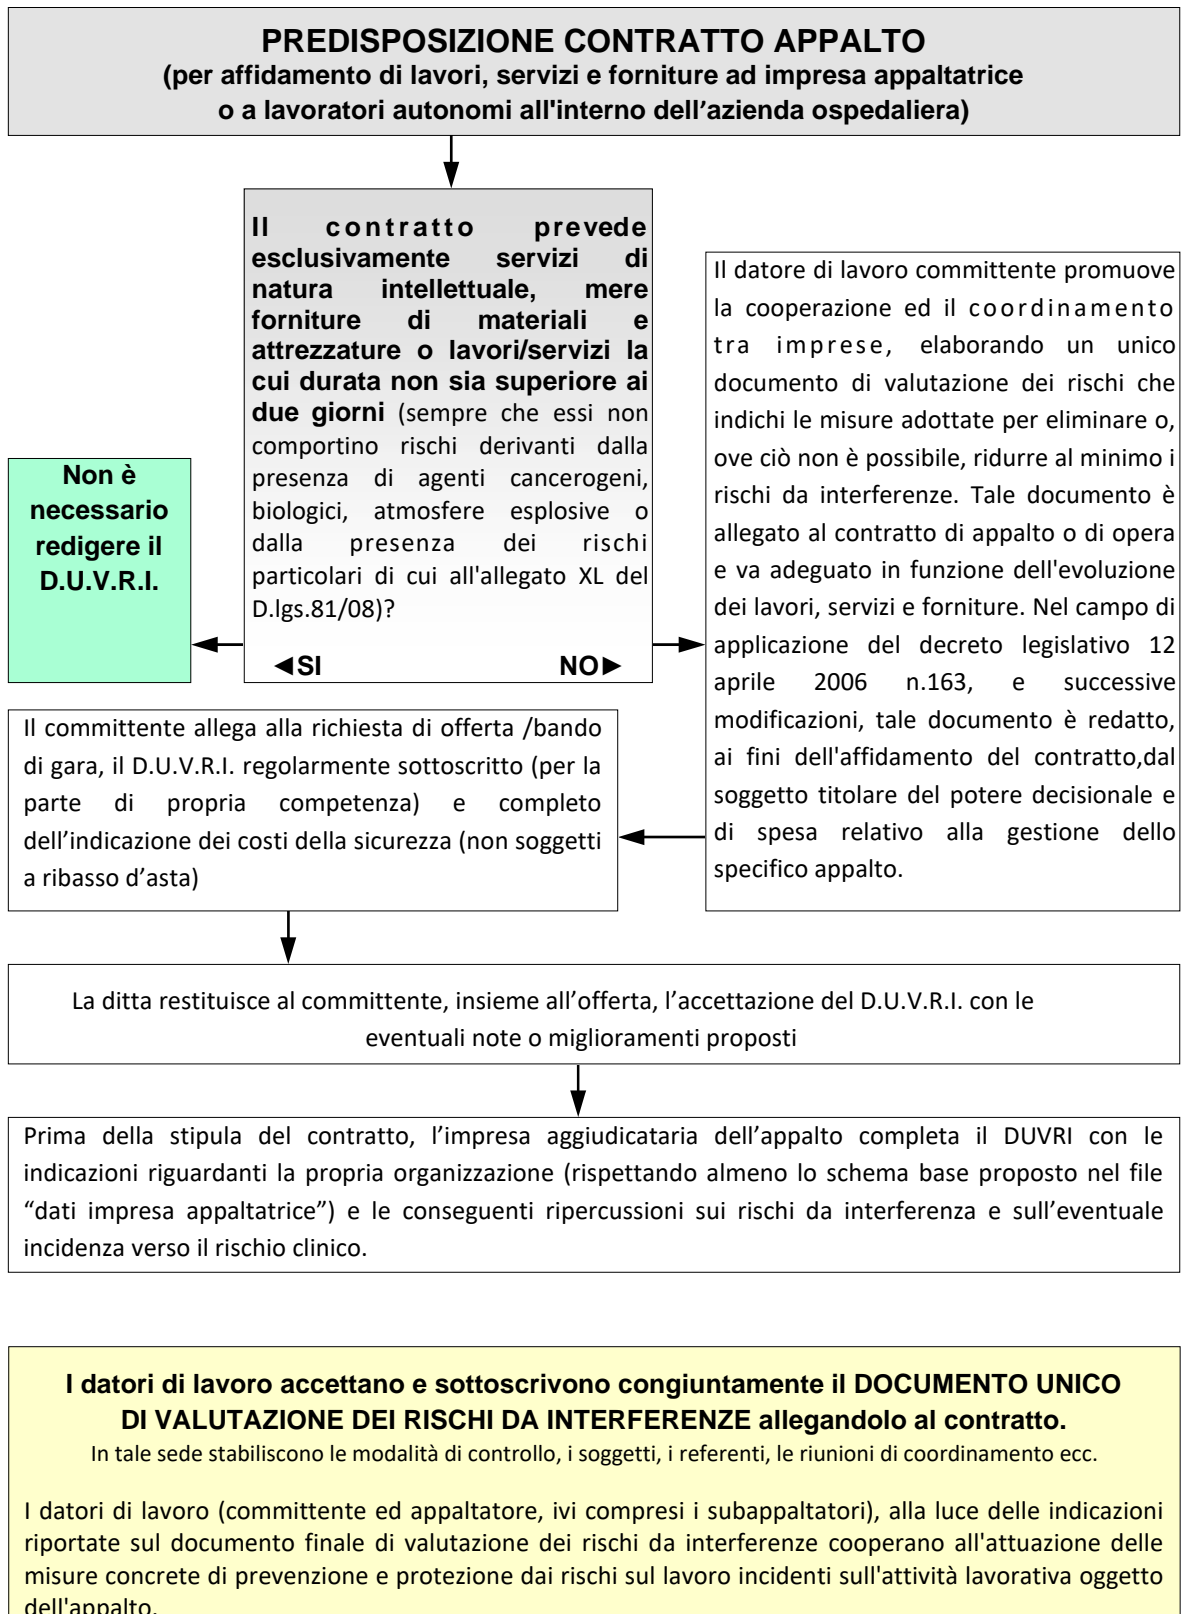 PREDISPOSIZIONE CONTRATTO APPALTO
(per affidamento di lavori, servizi e forniture ad impresa appaltatrice
o a lavoratori autonomi all'interno dell'azienda ospedaliera)
Il contratto prevede
esclusivamente servizi di
natura intellettuale, mere
forniture di materiali e
attrezzature o lavori/servizi la
cui durata non sia superiore ai
due giorni (sempre che essi non
comportino rischi derivanti dalla
presenza di agenti cancerogeni,
biologici, atmosfere esplosive o
dalla presenza dei rischi
particolari di cui all'allegato XL del
D.lgs.81/08)?
◄SI NO►
Non è
necessario
redigere il
D.U.V.R.I.
Il datore di lavoro committente promuove
la cooperazione ed il coordinamento
tra imprese, elaborando un unico
documento di valutazione dei rischi che
indichi le misure adottate per eliminare o,
ove ciò non è possibile, ridurre al minimo i
rischi da interferenze. Tale documento è
allegato al contratto di appalto o di opera
e va adeguato in funzione dell'evoluzione
dei lavori, servizi e forniture. Nel campo di
applicazione del decreto legislativo 12
aprile 2006 n.163, e successive
modificazioni, tale documento è redatto,
ai fini dell'affidamento del contratto,dal
soggetto titolare del potere decisionale e
di spesa relativo alla gestione dello
specifico appalto.
Il committente allega alla richiesta di offerta /bando
di gara, il D.U.V.R.I. regolarmente sottoscritto (per la
parte di propria competenza) e completo
dell’indicazione dei costi della sicurezza (non soggetti
a ribasso d’asta)
La ditta restituisce al committente, insieme all’offerta, l’accettazione del D.U.V.R.I. con le
eventuali note o miglioramenti proposti
Prima della stipula del contratto, l’impresa aggiudicataria dell’appalto completa il DUVRI con le
indicazioni riguardanti la propria organizzazione (rispettando almeno lo schema base proposto nel file
“dati impresa appaltatrice”) e le conseguenti ripercussioni sui rischi da interferenza e sull’eventuale
incidenza verso il rischio clinico.
I datori di lavoro accettano e sottoscrivono congiuntamente il DOCUMENTO UNICO
DI VALUTAZIONE DEI RISCHI DA INTERFERENZE allegandolo al contratto.
In tale sede stabiliscono le modalità di controllo, i soggetti, i referenti, le riunioni di coordinamento ecc.
I datori di lavoro (committente ed appaltatore, ivi compresi i subappaltatori), alla luce delle indicazioni
riportate sul documento finale di valutazione dei rischi da interferenze cooperano all'attuazione delle
misure concrete di prevenzione e protezione dai rischi sul lavoro incidenti sull'attività lavorativa oggetto
dell'appalto.